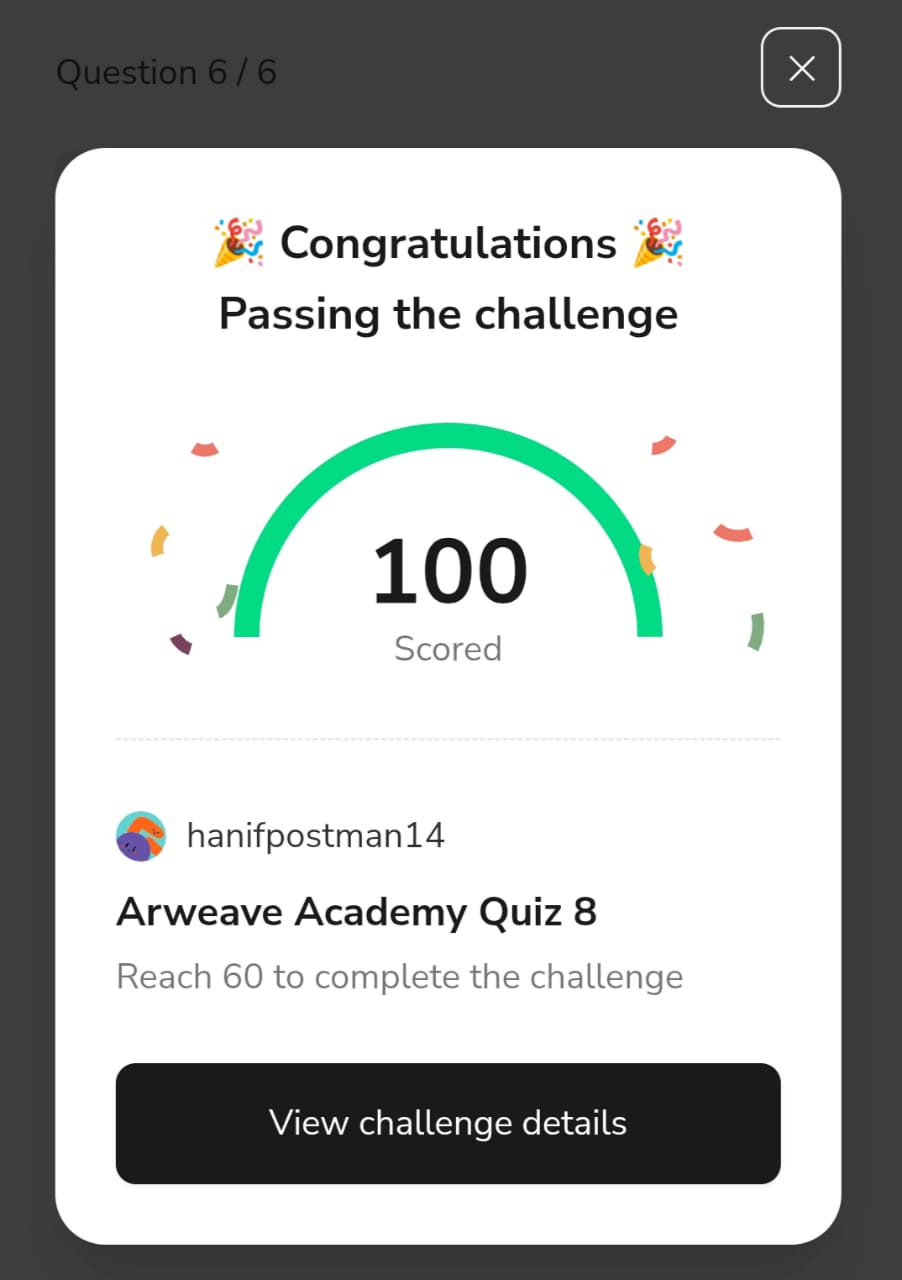 Question 6 / 6
🎉 Congratulations 🎉
Passing the challenge
100
Scored
hanifpostman14
Arweave Academy Quiz 8
Reach 60 to complete the challenge
View challenge details